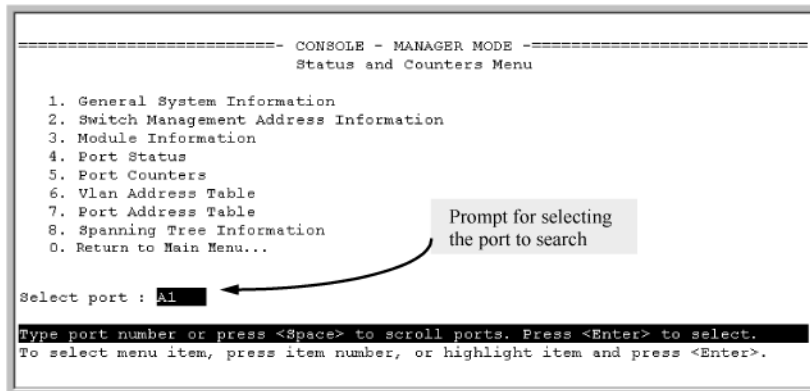 ==========================- CONSOLE - MANAGER MODE -============================
Status and Counters Menu
1. General System Information
2. Switch Management Address Information
3. Module Information
4. Port Status
5. Port Counters
6. Vlan Address Table
7. Port Address Table
8. Spanning Tree Information
0. Return to Main Menu...
Prompt for selecting
the port to search
Select port : A1
Type port number or press <Space> to scroll ports. Press <Enter> to select.
To select menu item, press item number, or highlight item and press <Enter>.